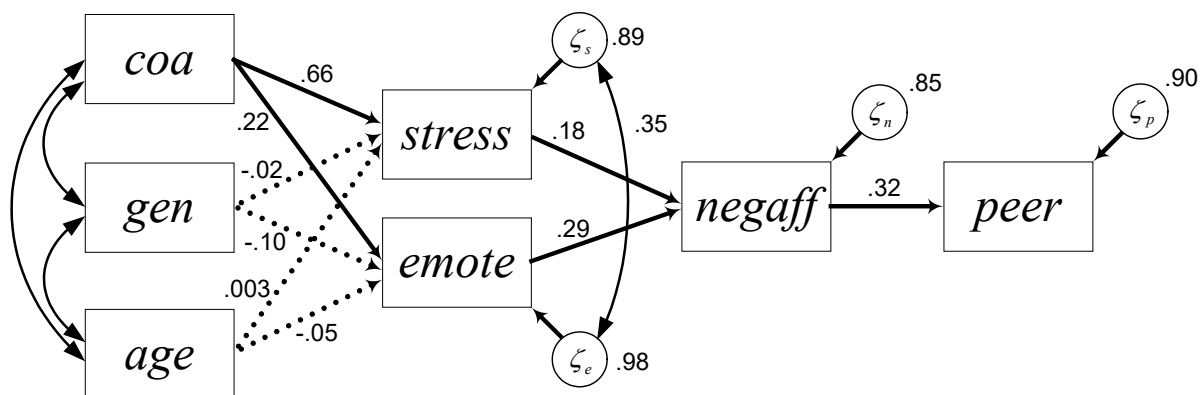 coa
gen
age
.66
.22
-.02
-.10
.003
-.05
stress
emote
ζs
.89
.35
ζe
.98
.18
.29
negaff
ζn
.85
.32
peer
ζp
.90